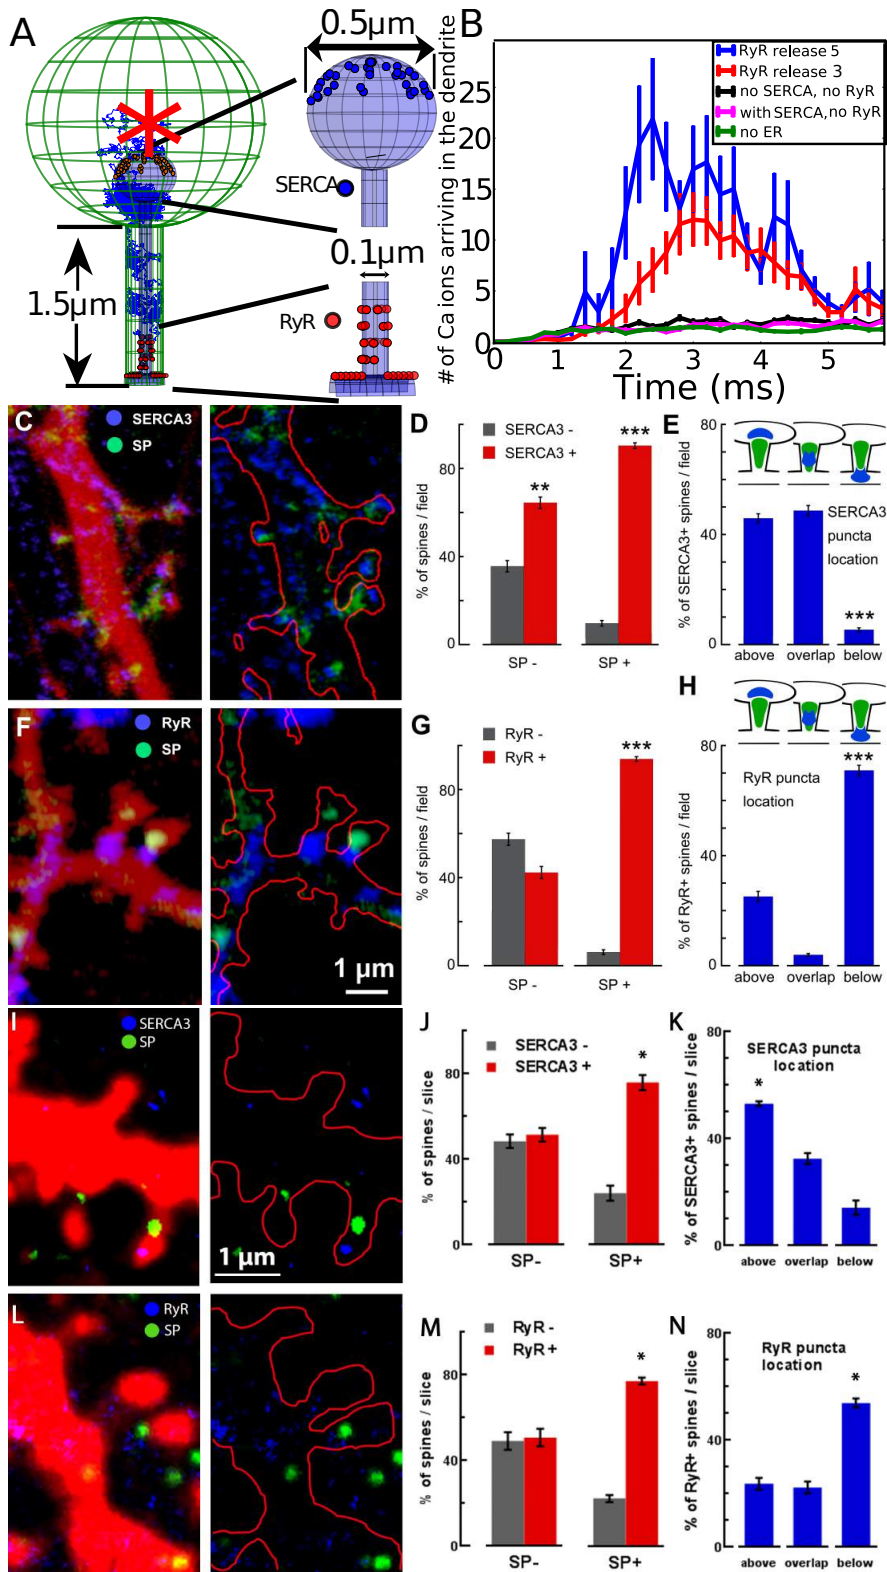 A
0.5µm
SERCA
0.1µm
1.5µm
RyR
B
# of Ca ions arriving in the dendrite
RyR release 5
RyR release 3
no SERCA, no RyR
with SERCA, no RyR
no ER
25
20
15
10
5
0
0 1 2 3 4 5
Time (ms)
C
SERCA3
SP
D
SERCA3 -
SERCA3 +
% of spines / field
80
40
0
**
***
SP -
SP +
E
% of SERCA3+ spines / field
80
40
0
SERCA3
puncta
location
***
above
overlap
below
F
RyR
SP
1 µm
G
RyR -
RyR +
% of spines / field
80
40
0
***
SP -
SP +
H
% of RyR+ spines / field
80
40
0
RyR puncta
location
***
above
overlap
below
I
SERCA3
SP
1 µm
J
SERCA3 -
SERCA3 +
% of spines / slice
80
40
0
*
SP-
SP+
K
% of SERCA3+ spines / slice
80
40
0
SERCA3 puncta
location
*
above
overlap
below
L
RyR
SP
M
RyR -
RyR +
% of spines / slice
80
40
0
*
SP-
SP+
N
% of RyR+ spines / slice
80
40
0
RyR puncta
location
*
above
overlap
below